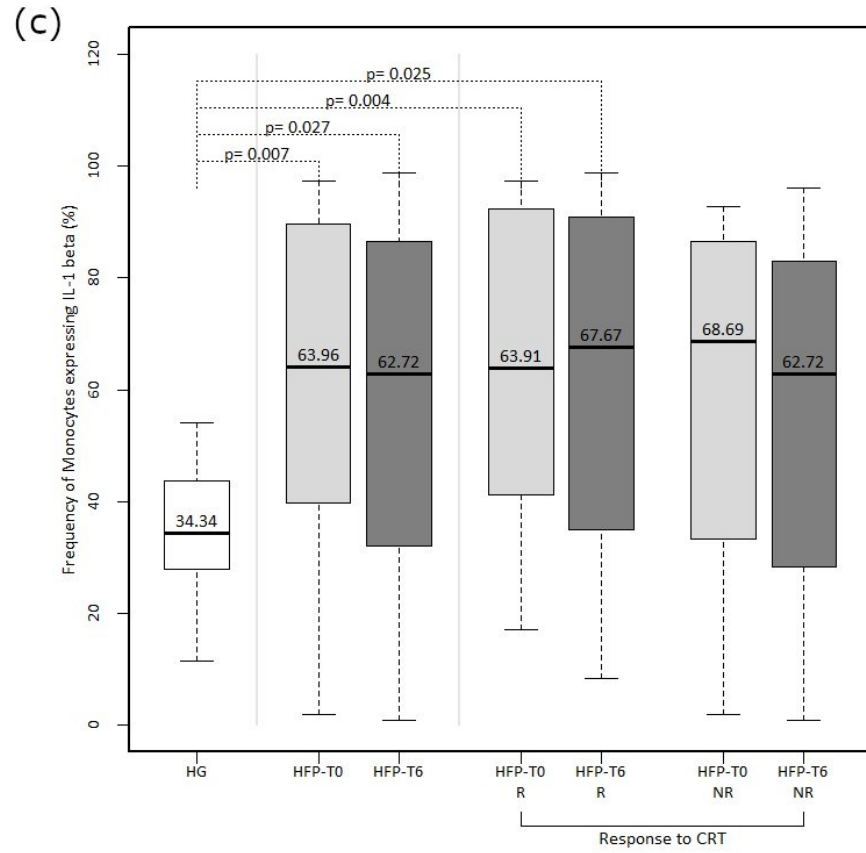 (c)
Frequency of Monocytes expressing IL-1 beta (%)
120
100
80
60
40
20
0
p= 0.025
p= 0.004
p= 0.027
p= 0.007
34.34
63.96
62.72
63.91
67.67
68.69
62.72
HG
HFP-T0
HFP-T6
HFP-T0
R
HFP-T6
R
HFP-T0
NR
HFP-T6
NR
Response to CRT